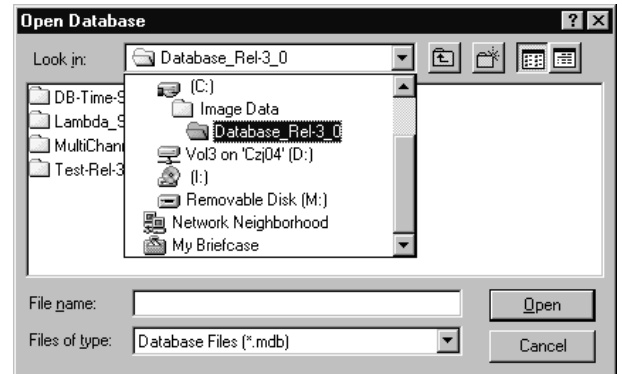 Open Database
Look in: Database_Rel-3_0
(C:)
Image Data
Database_Rel-3_0
Vol3 on 'Czj04' (D:)
(I:)
Removable Disk (M:)
Network Neighborhood
My Briefcase
DB-Time-S
Lambda_S
MultiChann
Test-Rel-3
File name:
Open
Files of type: Database Files (*.mdb)
Cancel